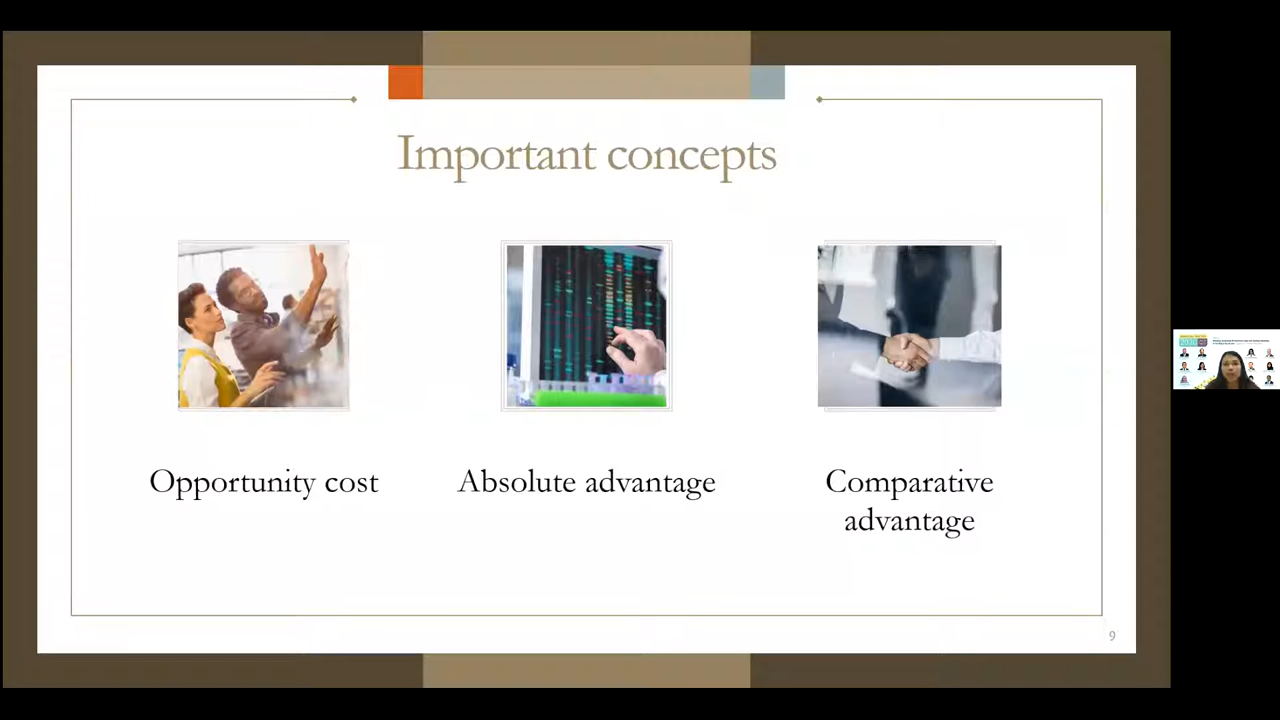 Important concepts
Opportunity cost
Absolute advantage
Comparative
advantage
9